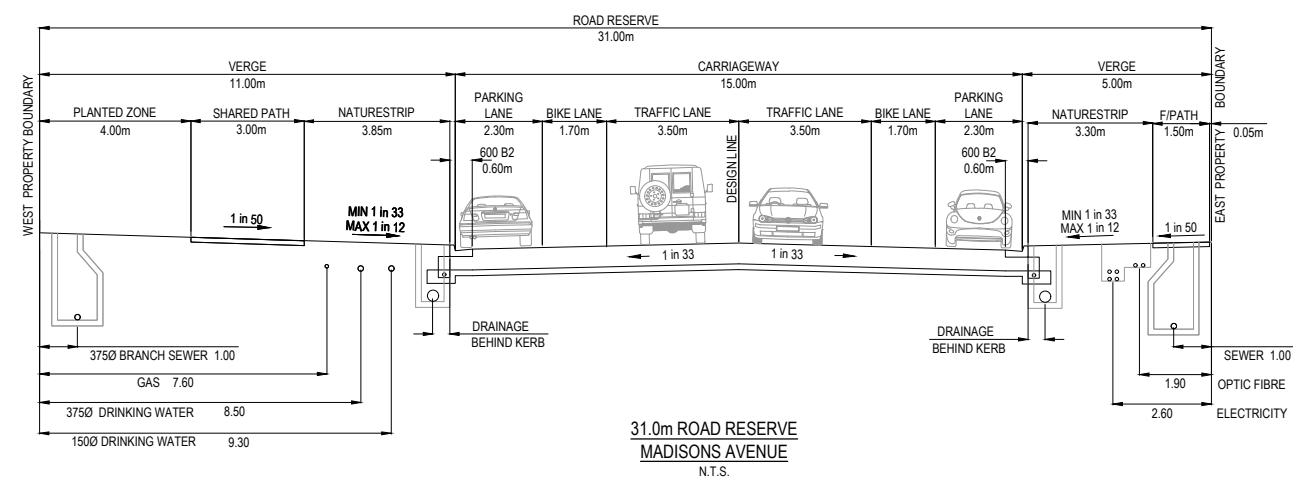 ROAD RESERVE
31.00m
VERGE
11.00m
CARRIAGEWAY
15.00m
VERGE
5.00m
WEST PROPERTY BOUNDARY
PLANTED ZONE
4.00m
SHARED PATH
3.00m
NATURESTRIP
3.85m
PARKING
LANE
2.30m
BIKE LANE
1.70m
TRAFFIC LANE
3.50m
DESIGN LINE
TRAFFIC LANE
3.50m
BIKE LANE
1.70m
PARKING
LANE
2.30m
NATURESTRIP
3.30m
F/PATH
1.50m
0.05m
EAST PROPERTY BOUNDARY
600 B2
0.60m
600 B2
0.60m
1 in 50
MIN 1 in 33
MAX 1 in 12
1 in 33
1 in 33
MIN 1 in 33
MAX 1 in 12
1 in 50
DRAINAGE
BEHIND KERB
DRAINAGE
BEHIND KERB
375Ø BRANCH SEWER 1.00
GAS 7.60
375Ø DRINKING WATER 8.50
150Ø DRINKING WATER 9.30
SEWER 1.00
1.90 OPTIC FIBRE
2.60 ELECTRICITY
31.0m ROAD RESERVE
MADISONS AVENUE
N.T.S.